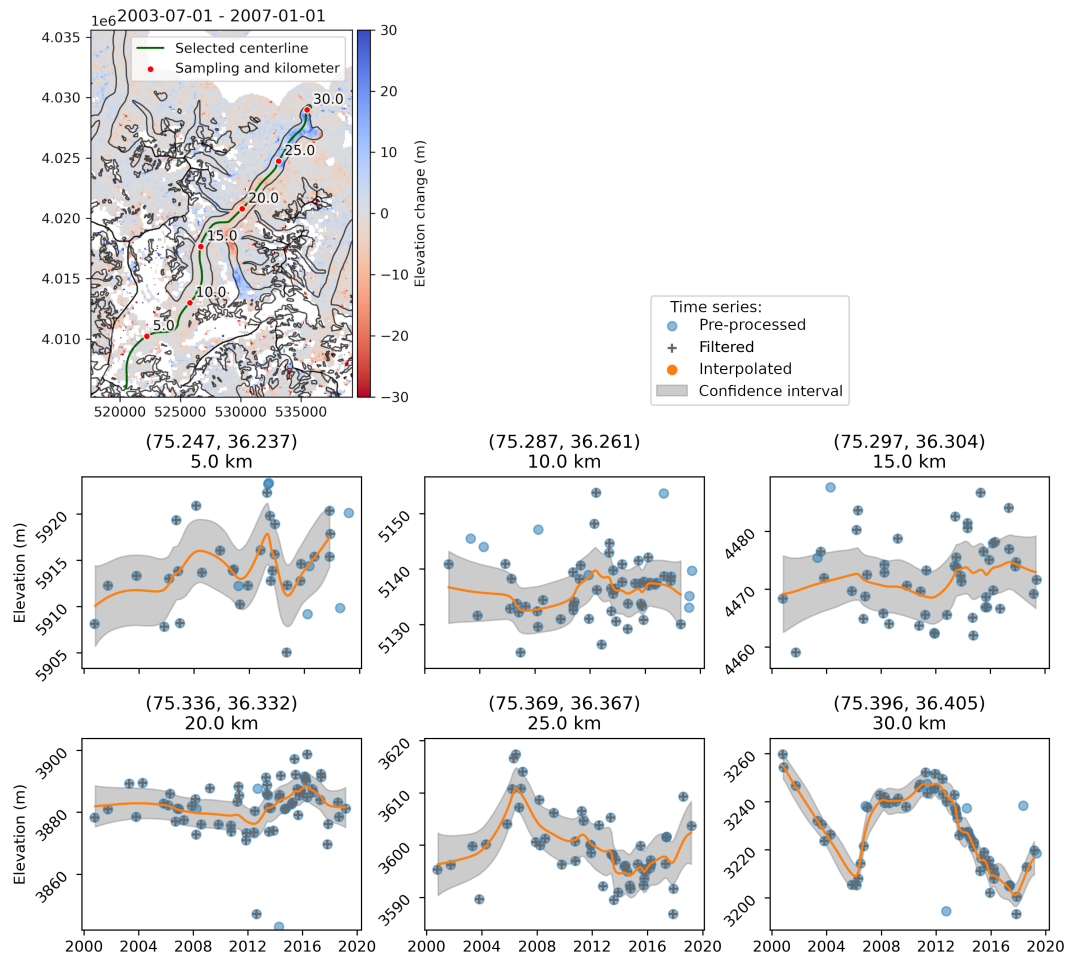 1e6
2003-07-01 - 2007-01-01
4.035
4.030
4.025
4.020
4.015
4.010
520000 525000 530000 535000
Selected centerline
Sampling and kilometer
30.0
25.0
20.0
15.0
10.0
5.0
30
20
10
0
−10
−20
−30
Elevation change (m)
Time series:
Pre-processed
Filtered
Interpolated
Confidence interval
(75.247, 36.237)
5.0 km
Elevation (m)
5920
5915
5910
5905
(75.287, 36.261)
10.0 km
5150
5140
5130
(75.297, 36.304)
15.0 km
4480
4470
4460
(75.336, 36.332)
20.0 km
Elevation (m)
3900
3880
3860
2000 2004 2008 2012 2016 2020
(75.369, 36.367)
25.0 km
3620
3610
3600
3590
2000 2004 2008 2012 2016 2020
(75.396, 36.405)
30.0 km
3260
3240
3220
3200
2000 2004 2008 2012 2016 2020